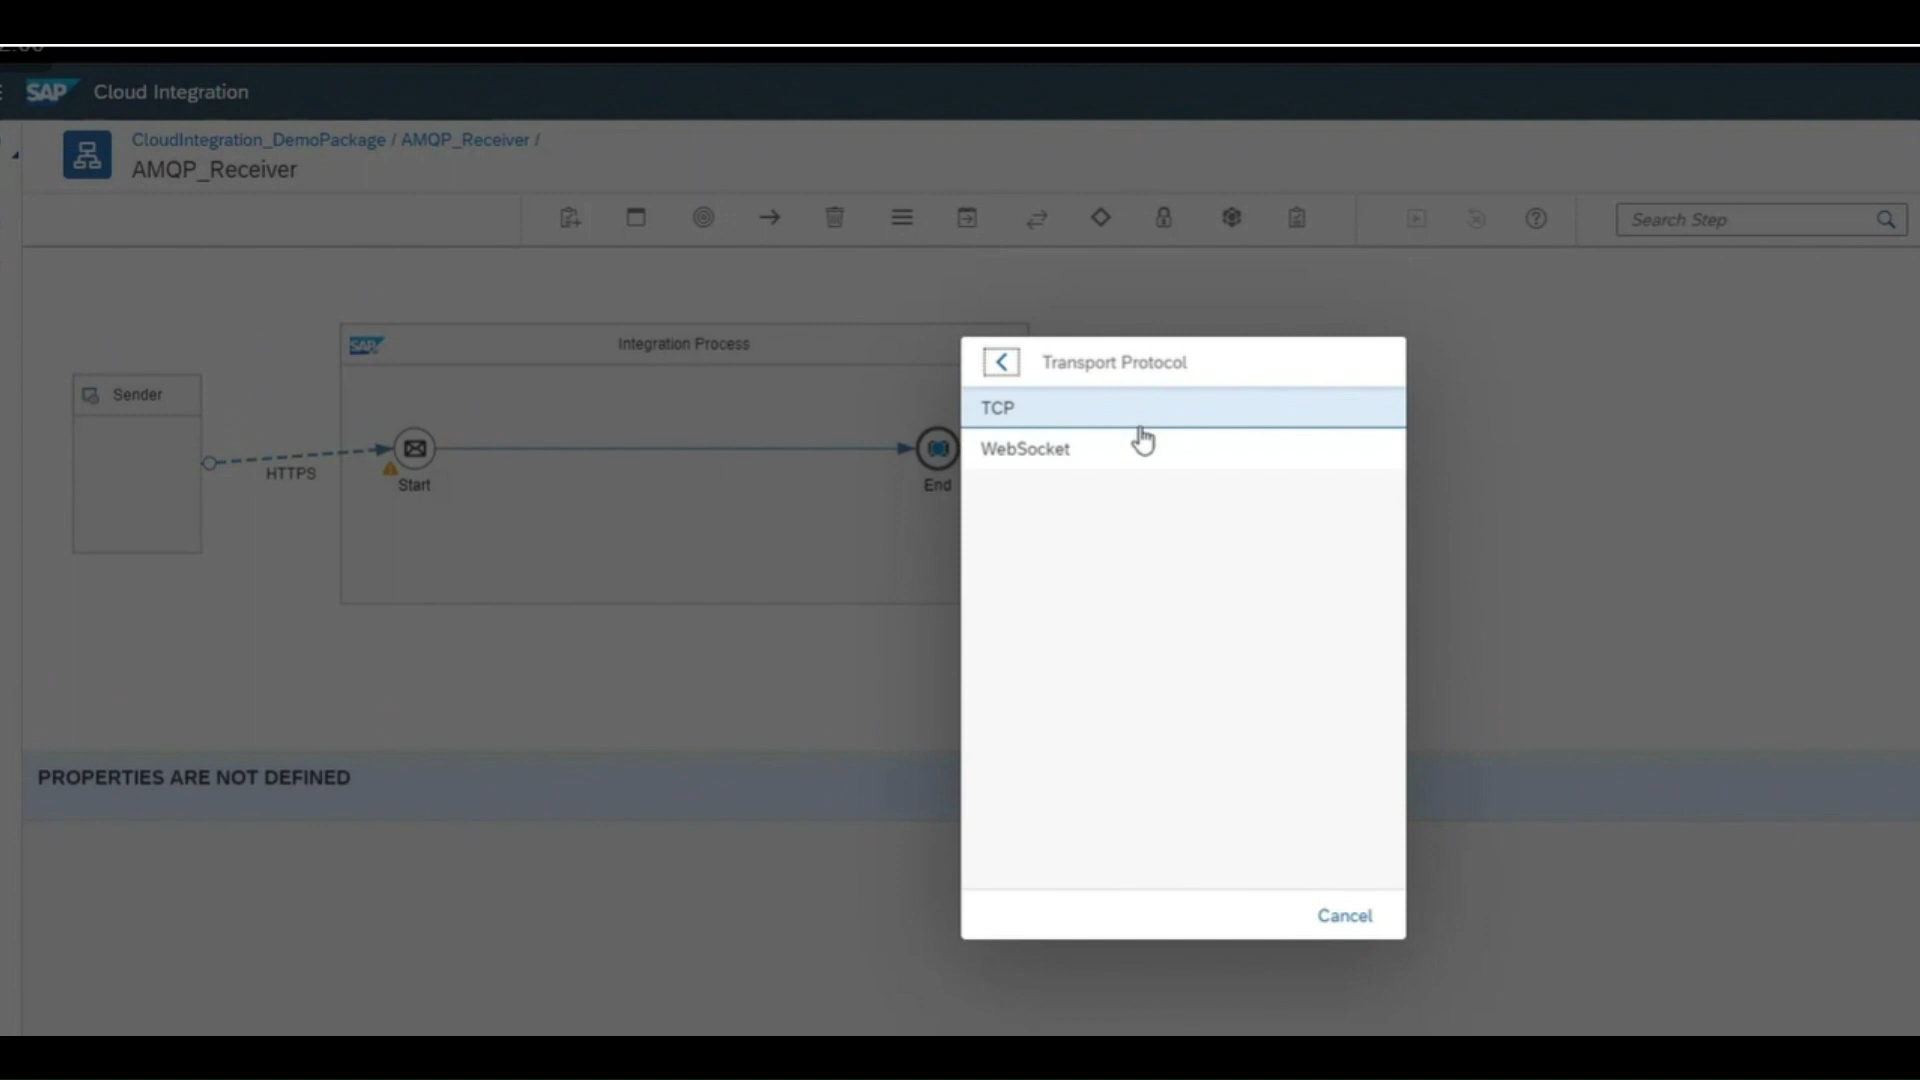 SAP Cloud Integration
CloudIntegration_DemoPackage / AMQP_Receiver /
AMQP_Receiver
Search Step
SAP Integration Process
Sender
HTTPS
Start
End
Transport Protocol
TCP
WebSocket
Cancel
PROPERTIES ARE NOT DEFINED